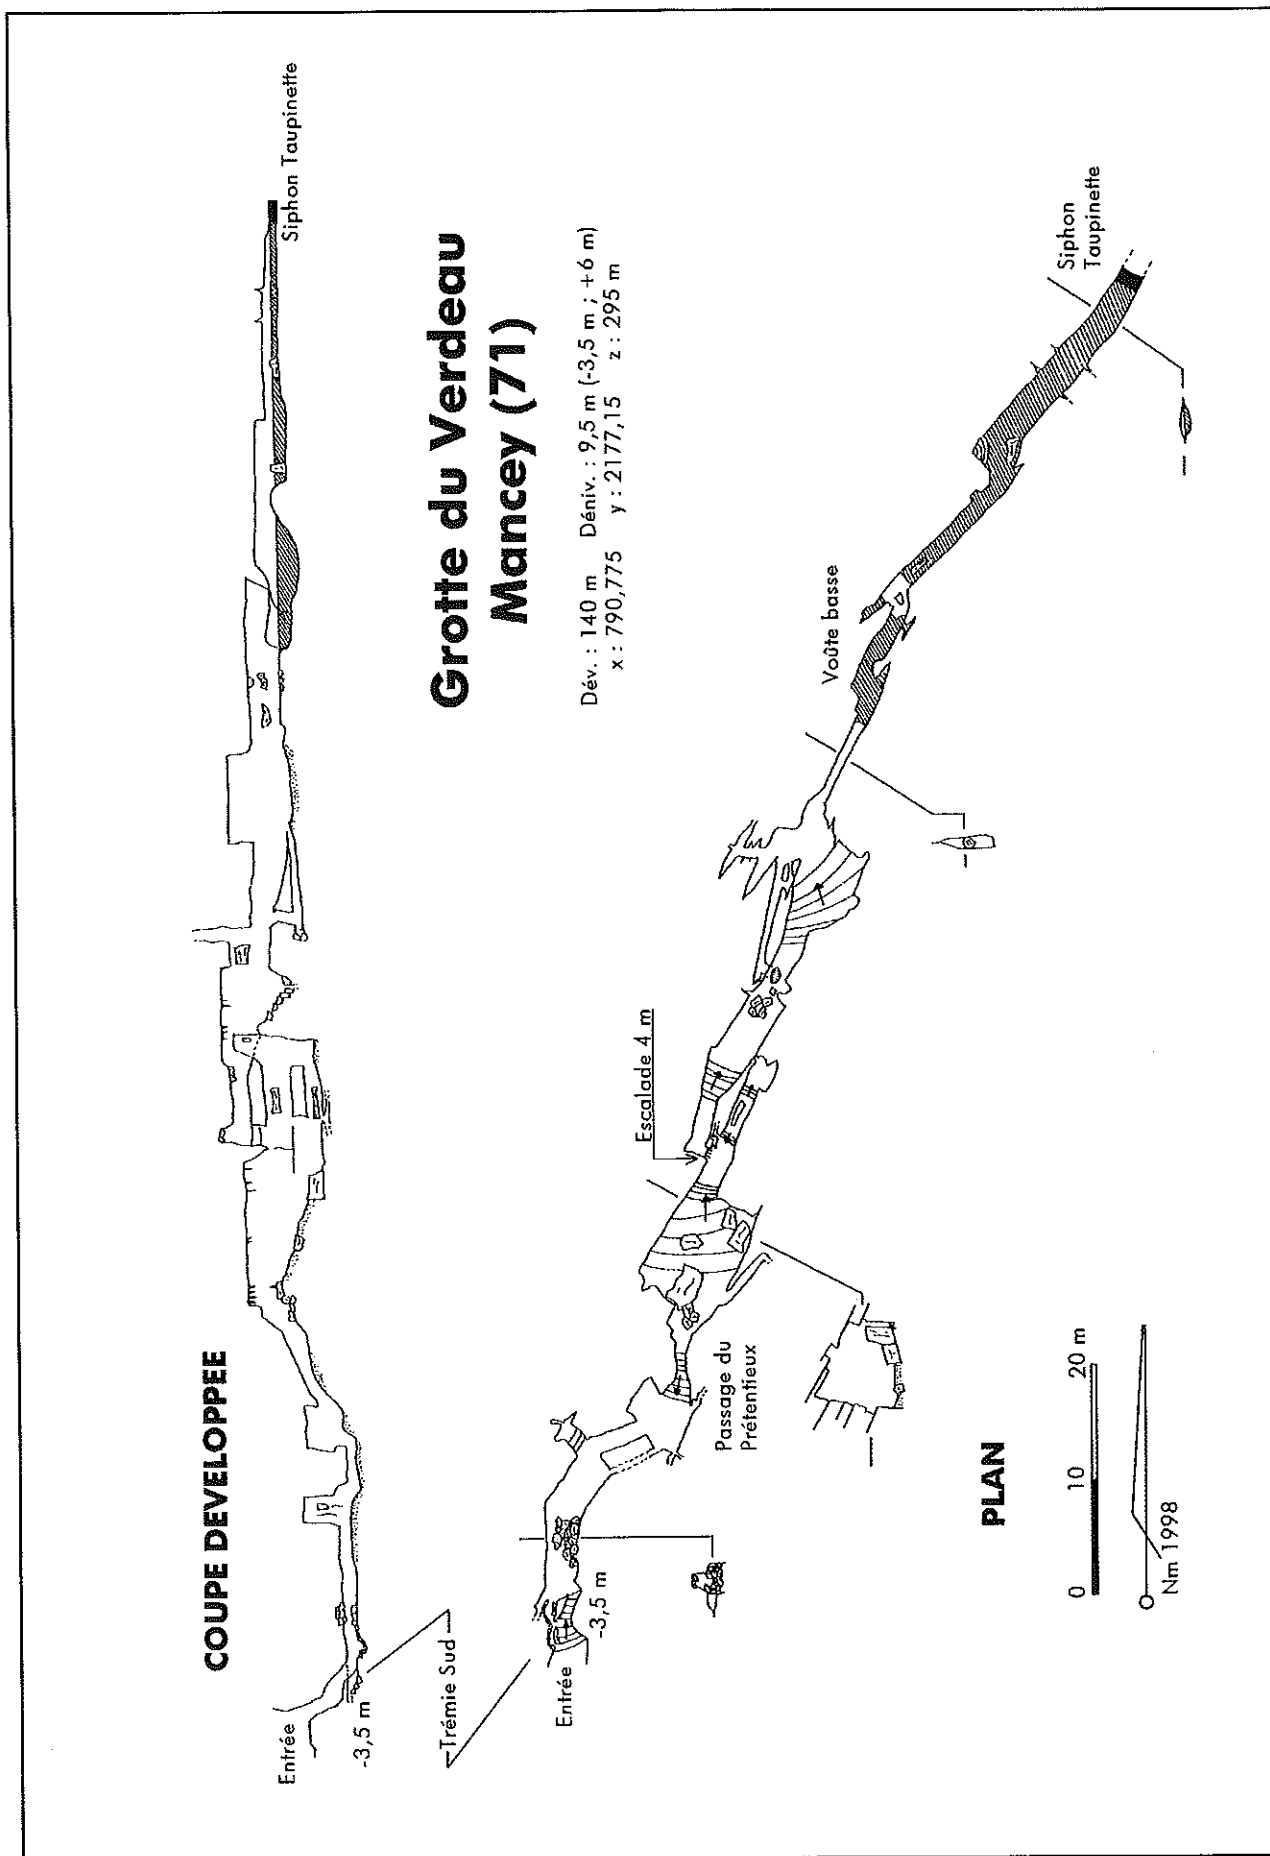 COUPE DEVELOPPEE
Entrée
-3,5 m
Siphon Taupinette
Grotte du Verdeau
Mancey (71)
Dév. : 140 m Déniv. : 9,5 m (-3,5 m ; +6 m)
x : 790,775 y : 2177,15 z : 295 m
Trémie Sud
Entrée
-3,5 m
Passage du
Prétentieux
Escalade 4 m
Voûte basse
Siphon
Taupinette
PLAN
0 10 20 m
Nm 1998